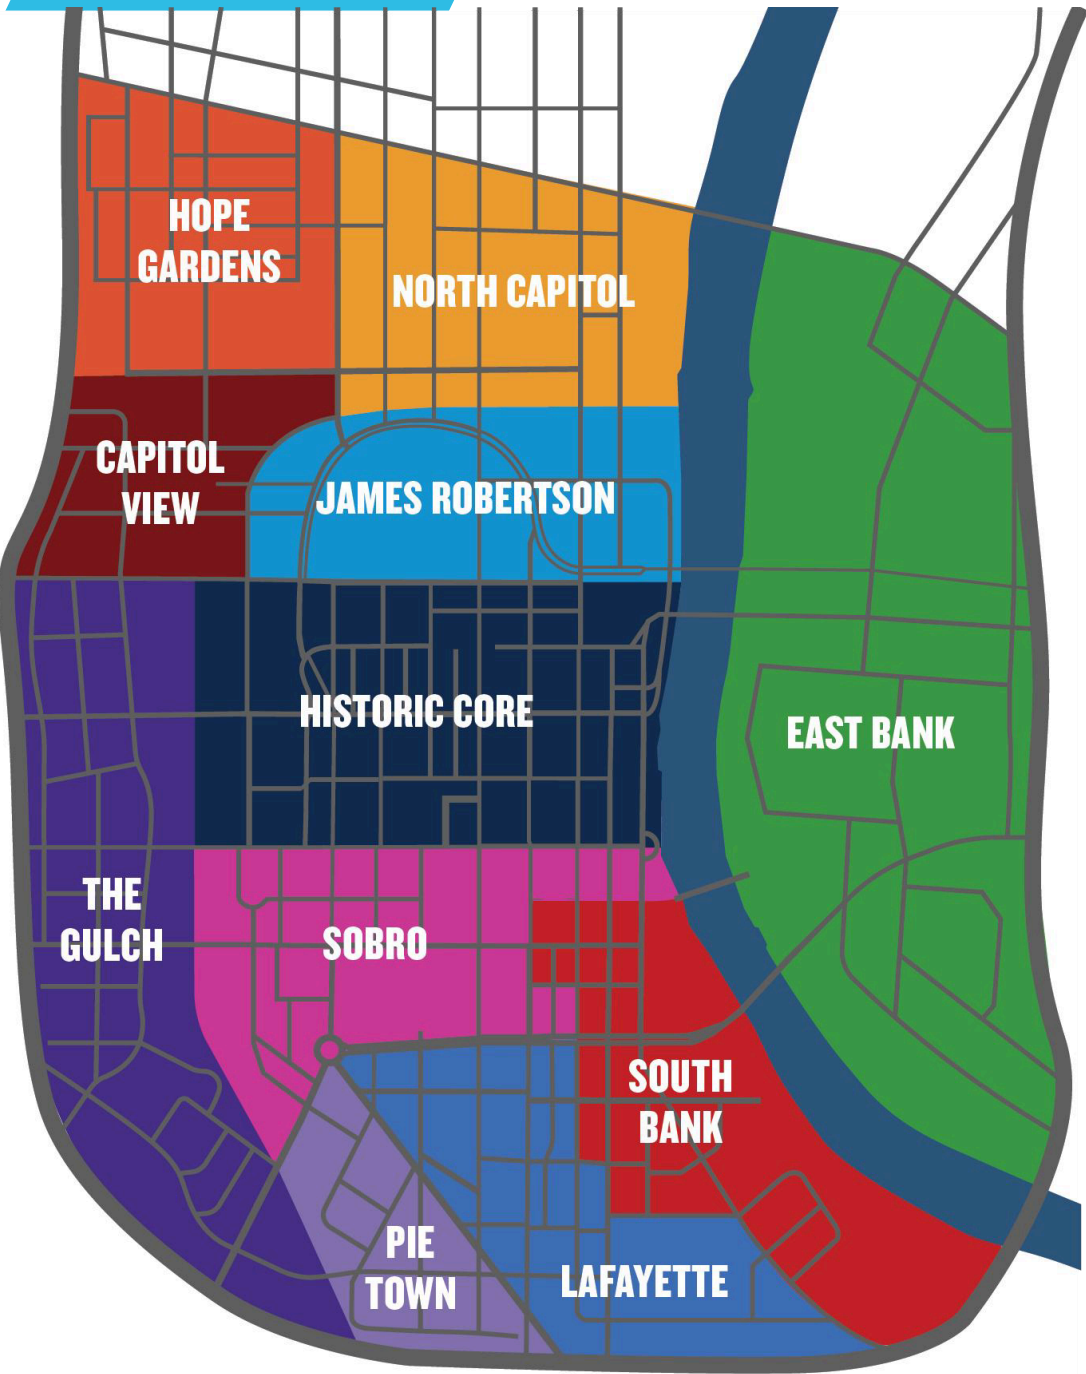 HOPE
GARDENS
NORTH CAPITOL
CAPITOL
VIEW
JAMES ROBERTSON
HISTORIC CORE
EAST BANK
THE
GULCH
SOBRO
SOUTH
BANK
PIE
TOWN
LAFAYETTE